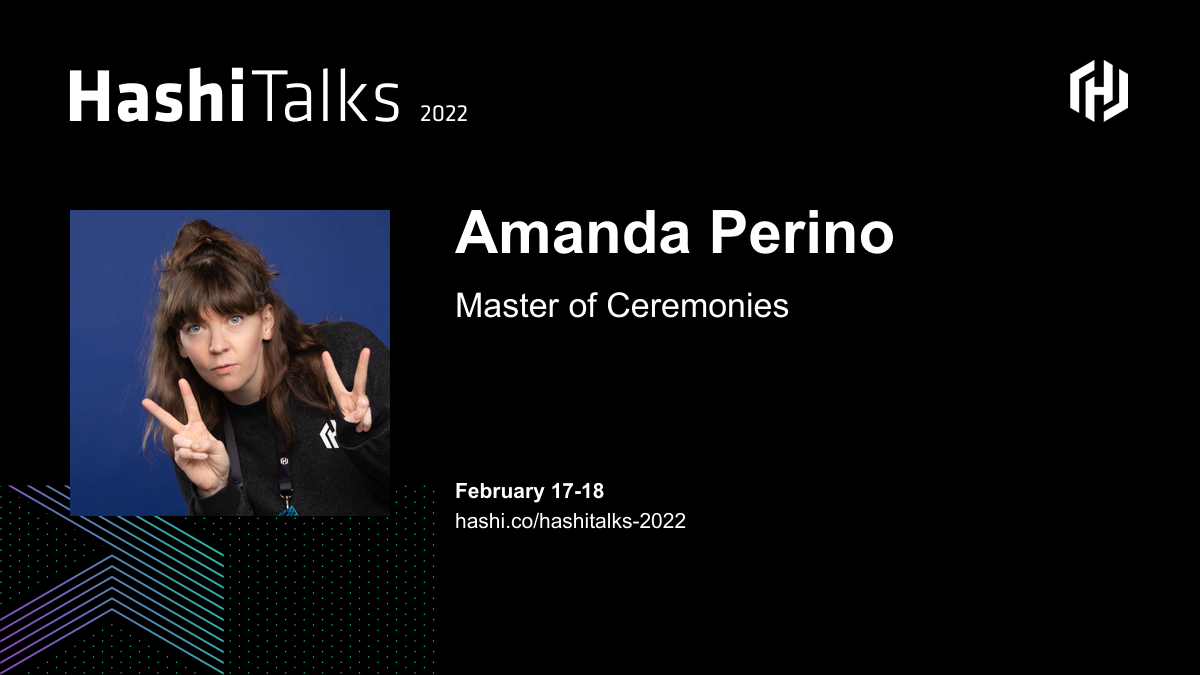 HashiTalks 2022
Amanda Perino
Master of Ceremonies
February 17-18
hashi.co/hashitalks-2022